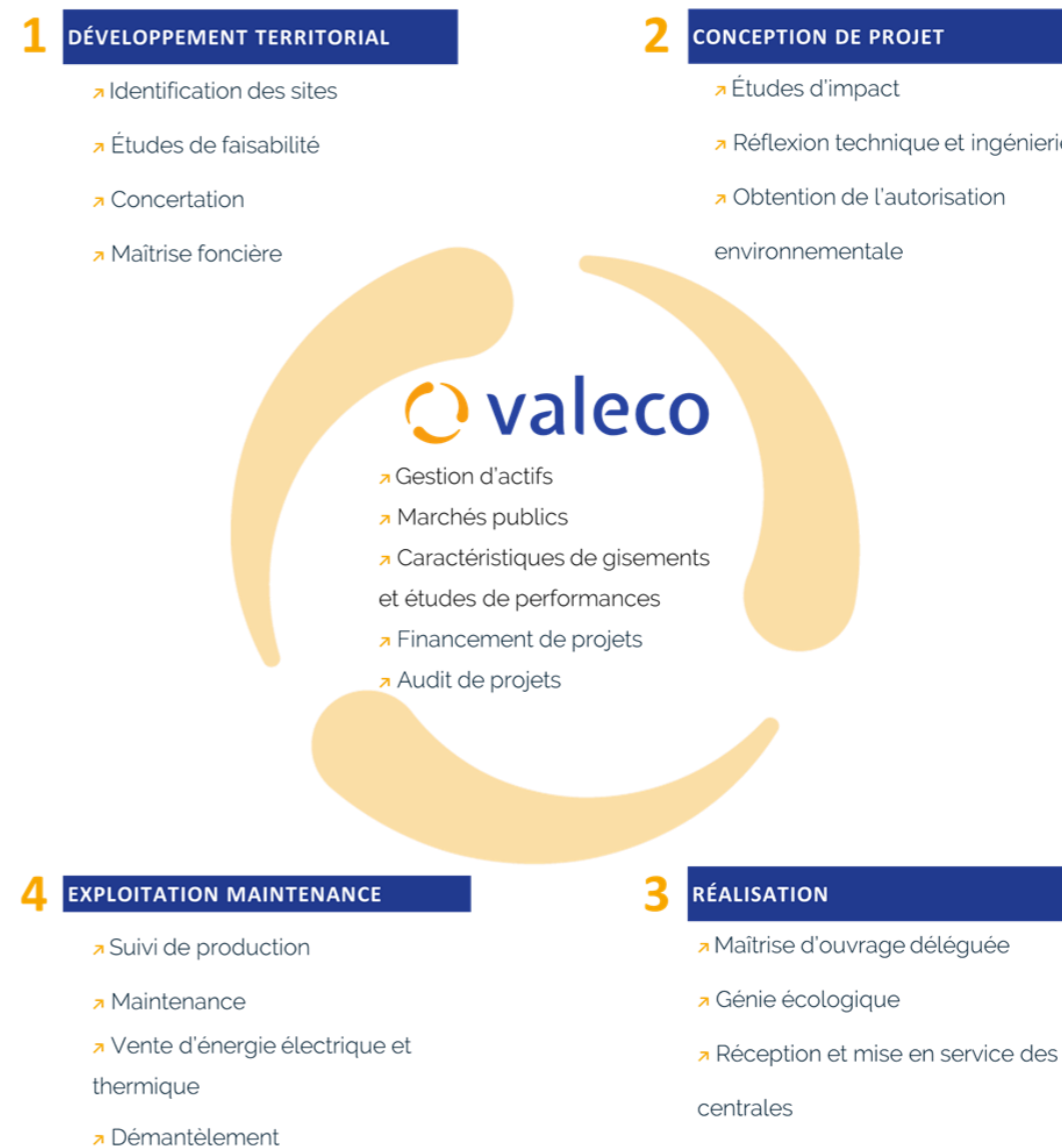 1 DÉVELOPPEMENT TERRITORIAL
↗ Identification des sites
↗ Études de faisabilité
↗ Concertation
↗ Maîtrise foncière
2 CONCEPTION DE PROJET
↗ Études d'impact
↗ Réflexion technique et ingénierie
↗ Obtention de l'autorisation
environnementale
valeco
↗ Gestion d'actifs
↗ Marchés publics
↗ Caractéristiques de gisements
et études de performances
↗ Financement de projets
↗ Audit de projets
3 RÉALISATION
↗ Maîtrise d'ouvrage déléguée
↗ Génie écologique
↗ Réception et mise en service des
centrales
4 EXPLOITATION MAINTENANCE
↗ Suivi de production
↗ Maintenance
↗ Vente d'énergie électrique et
thermique
↗ Démantèlement